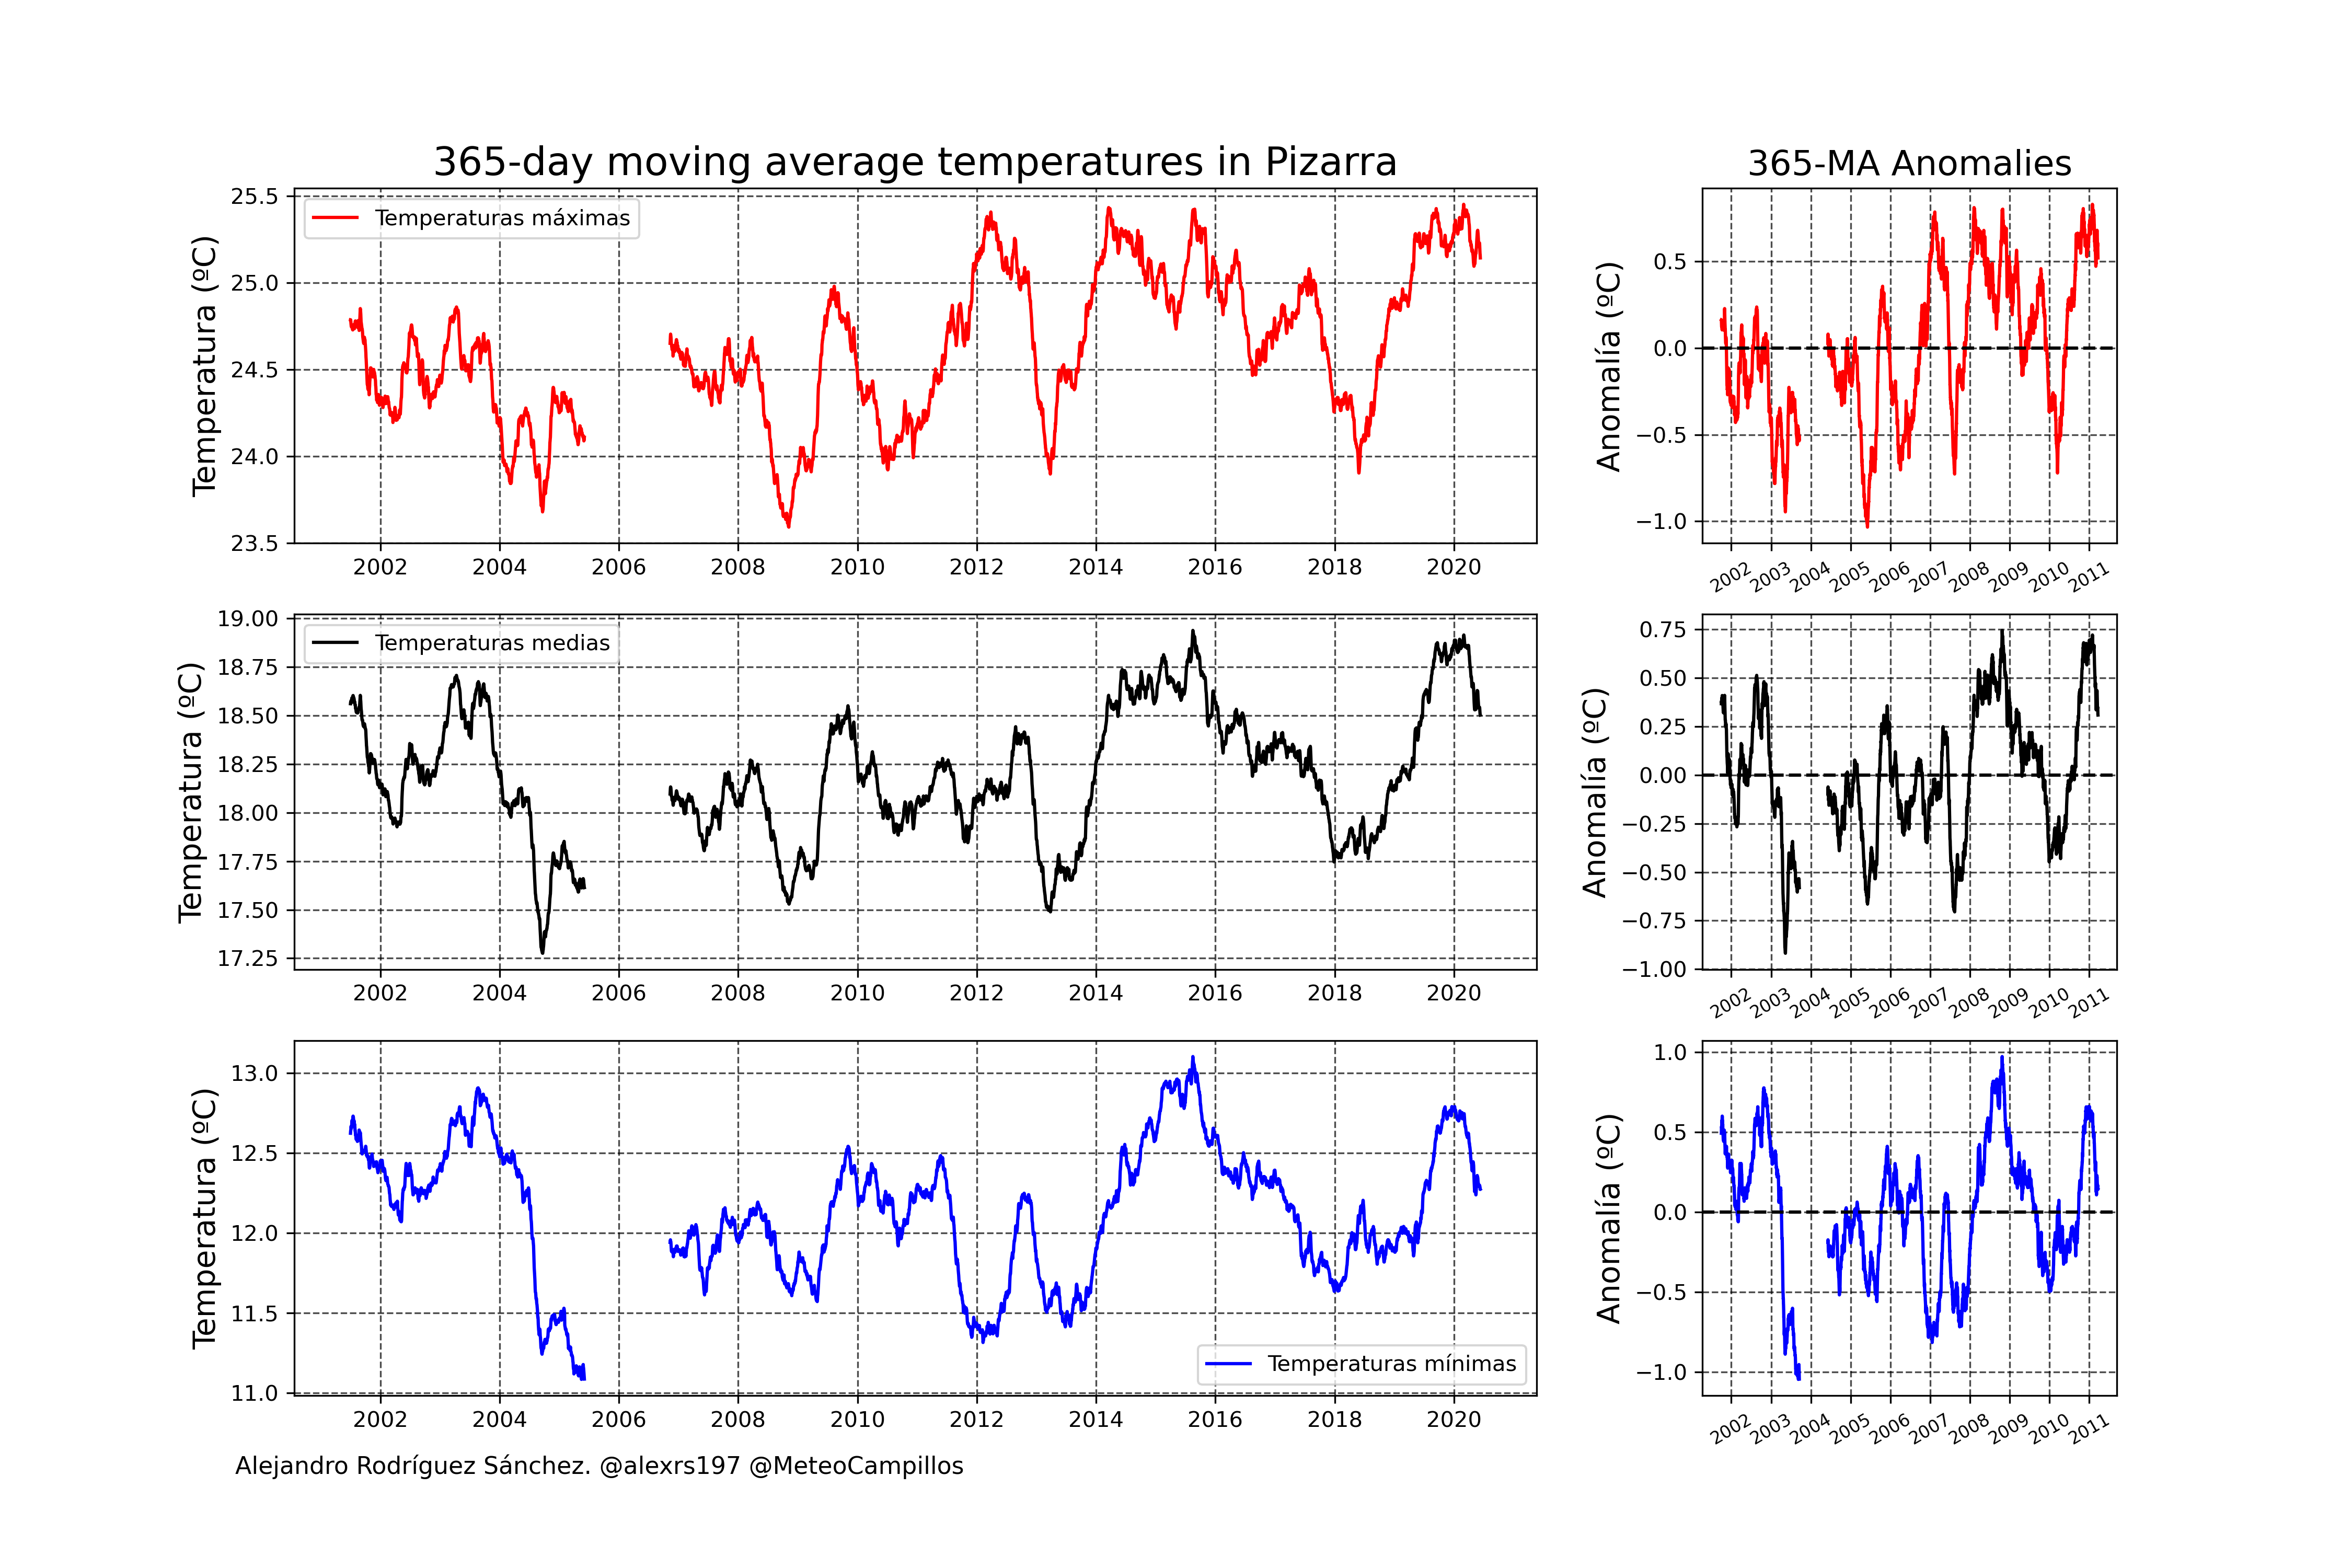 365-day moving average temperatures in Pizarra
365-MA Anomalies
Temperatura (ºC)
25.5
25.0
24.5
24.0
23.5
Temperaturas máximas
2002 2004 2006 2008 2010 2012 2014 2016 2018 2020
Anomalía (ºC)
0.5
0.0
−0.5
−1.0
2002 2003 2004 2005 2006 2007 2008 2009 2010 2011
Temperatura (ºC)
19.00
18.75
18.50
18.25
18.00
17.75
17.50
17.25
Temperaturas medias
2002 2004 2006 2008 2010 2012 2014 2016 2018 2020
Anomalía (ºC)
0.75
0.50
0.25
0.00
−0.25
−0.50
−0.75
−1.00
2002 2003 2004 2005 2006 2007 2008 2009 2010 2011
Temperatura (ºC)
13.0
12.5
12.0
11.5
11.0
Temperaturas mínimas
2002 2004 2006 2008 2010 2012 2014 2016 2018 2020
Anomalía (ºC)
1.0
0.5
0.0
−0.5
−1.0
2002 2003 2004 2005 2006 2007 2008 2009 2010 2011
Alejandro Rodríguez Sánchez. @alexrs197 @MeteoCampillos